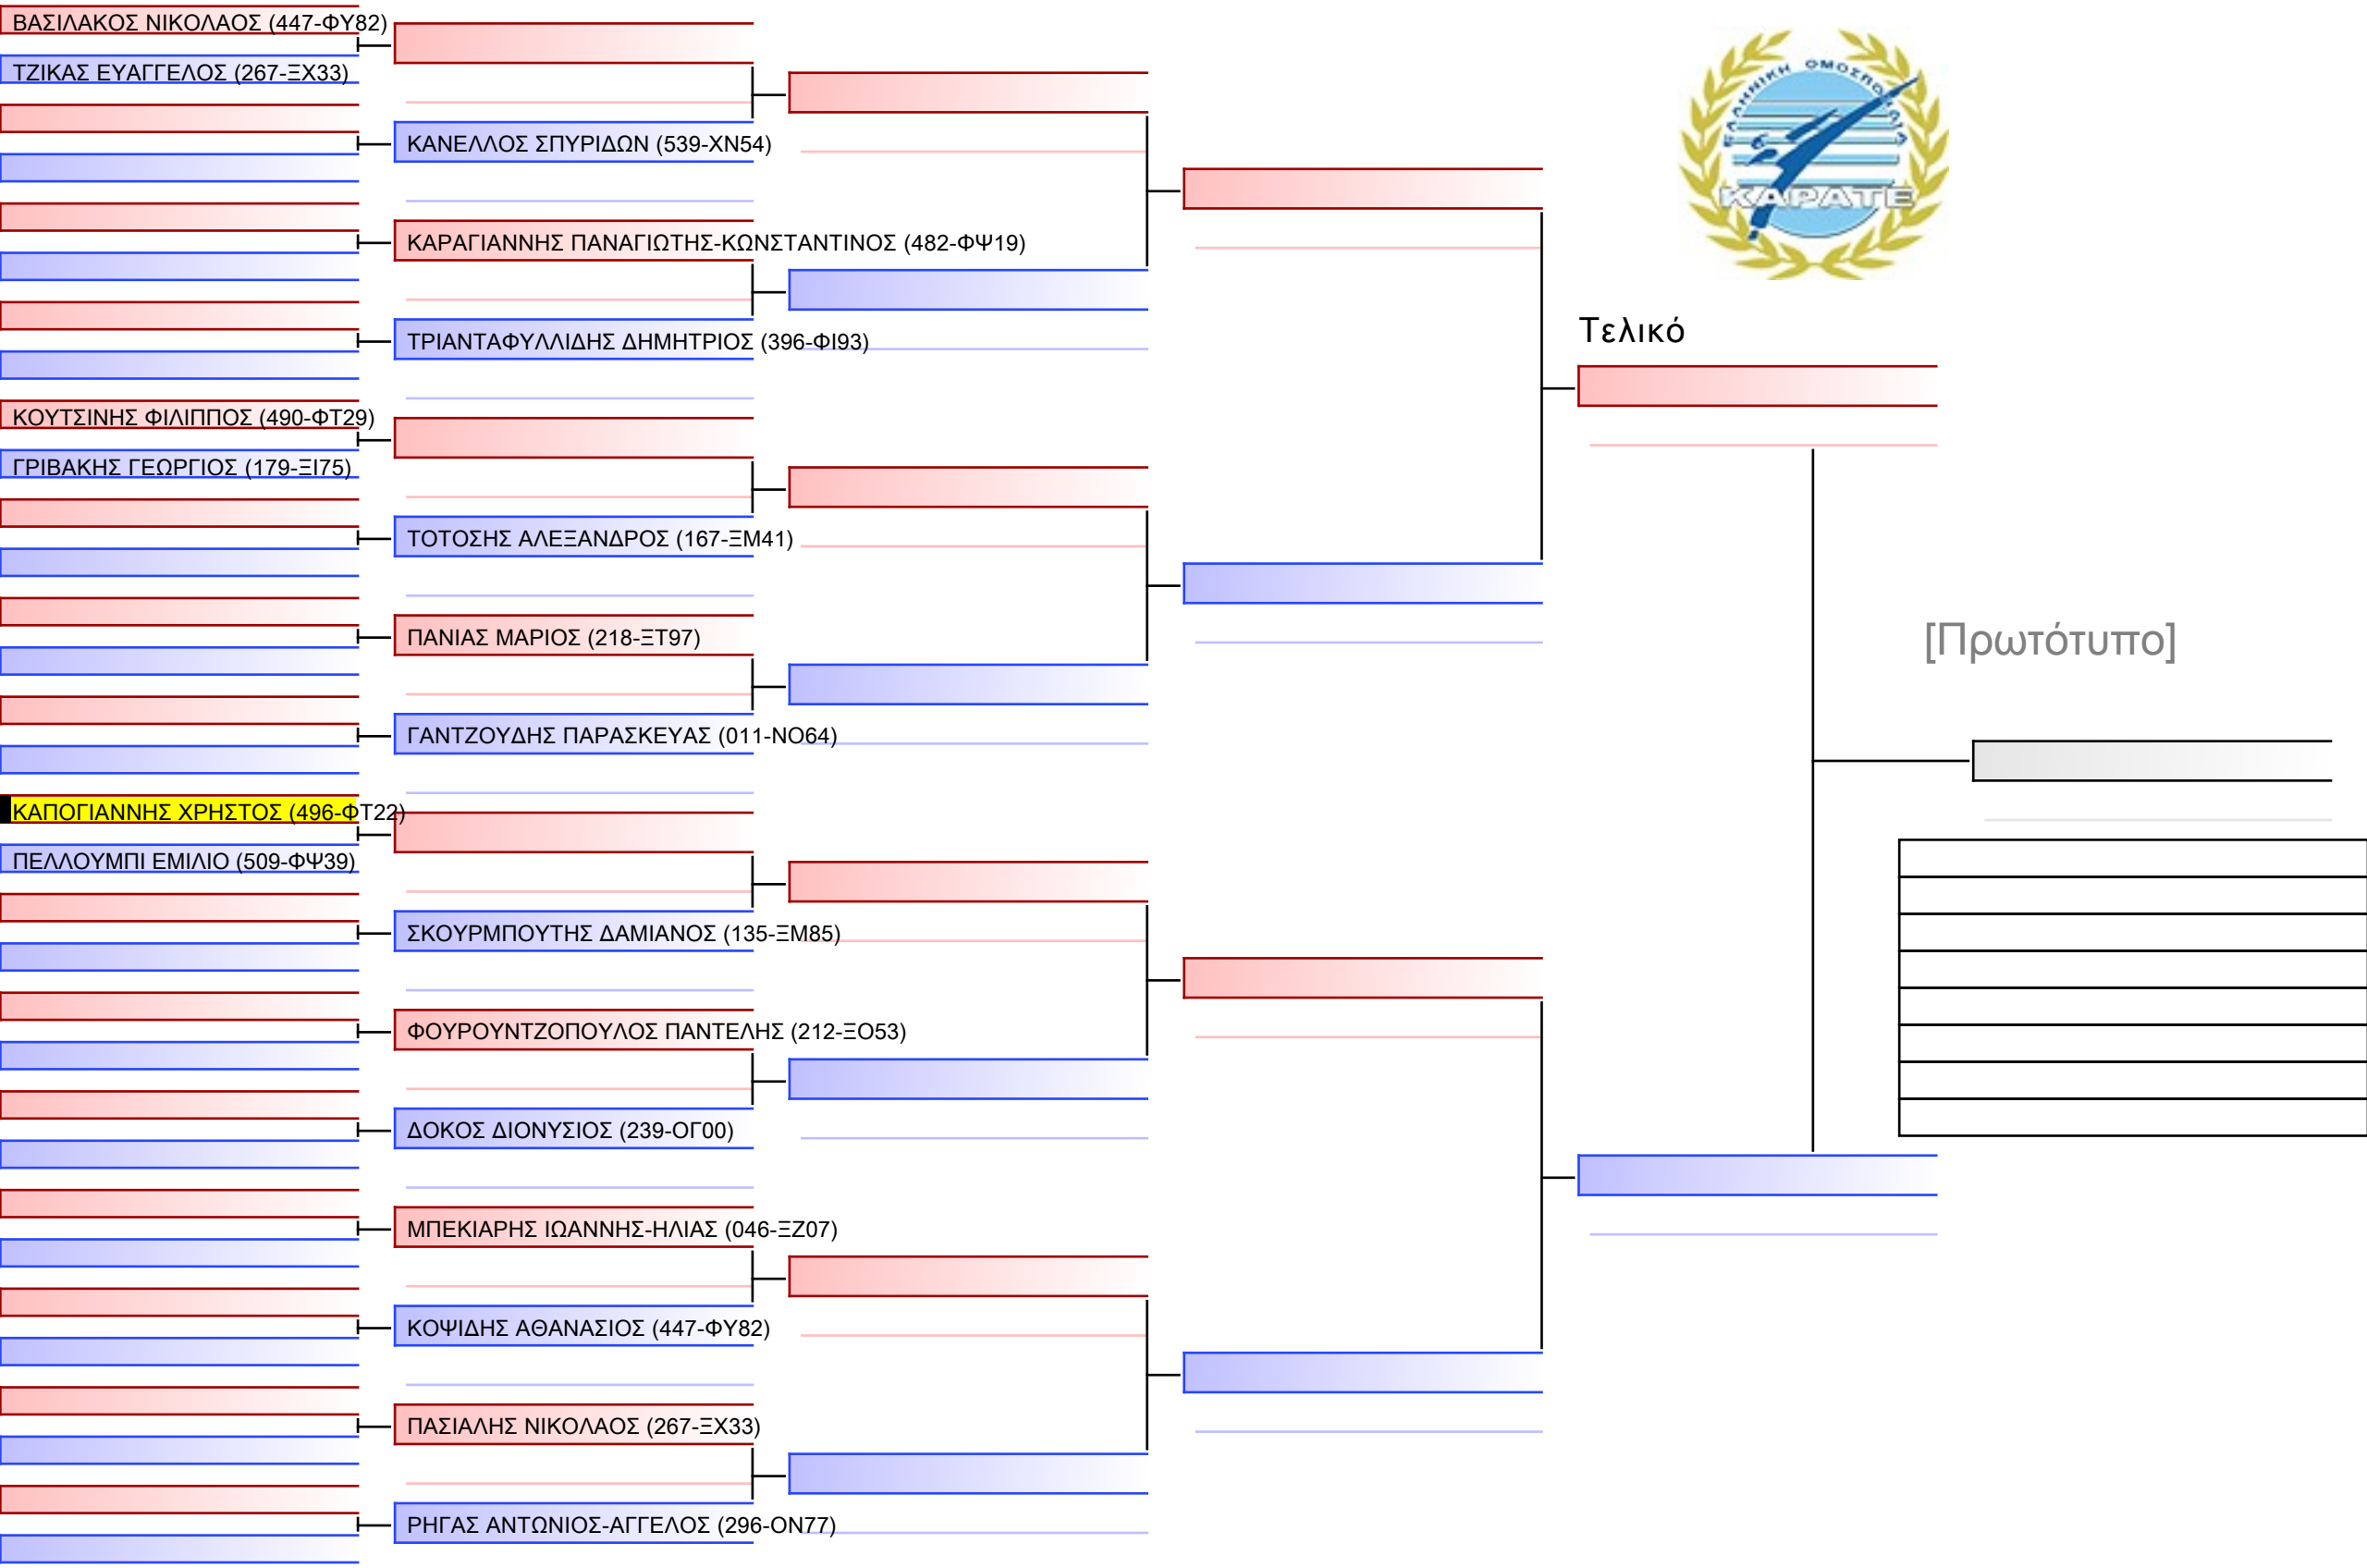 ΒΑΣΙΛΑΚΟΣ ΝΙΚΟΛΑΟΣ (447-ΦΥ82)
ΤΖΙΚΑΣ ΕΥΑΓΓΕΛΟΣ (267-ΞΧ33)
ΚΑΝΕΛΛΟΣ ΣΠΥΡΙΔΩΝ (539-ΧΝ54)
ΚΑΡΑΓΙΑΝΝΗΣ ΠΑΝΑΓΙΩΤΗΣ-ΚΩΝΣΤΑΝΤΙΝΟΣ (482-ΦΨ19)
ΤΡΙΑΝΤΑΦΥΛΛΙΔΗΣ ΔΗΜΗΤΡΙΟΣ (396-ΦΙ93)
ΚΟΥΤΣΙΝΗΣ ΦΙΛΙΠΠΟΣ (490-ΦΤ29)
ΓΡΙΒΑΚΗΣ ΓΕΩΡΓΙΟΣ (179-ΞΙ75)
ΤΟΤΟΣΗΣ ΑΛΕΞΑΝΔΡΟΣ (167-ΞΜ41)
ΠΑΝΙΑΣ ΜΑΡΙΟΣ (218-ΞΤ97)
ΓΑΝΤΖΟΥΔΗΣ ΠΑΡΑΣΚΕΥΑΣ (011-ΝΟ64)
ΚΑΠΟΓΙΑΝΝΗΣ ΧΡΗΣΤΟΣ (496-ΦΤ22)
ΠΕΛΛΟΥΜΠΙ ΕΜΙΛΙΟ (509-ΦΨ39)
ΣΚΟΥΡΜΠΟΥΤΗΣ ΔΑΜΙΑΝΟΣ (135-ΞΜ85)
ΦΟΥΡΟΥΝΤΖΟΠΟΥΛΟΣ ΠΑΝΤΕΛΗΣ (212-ΞΟ53)
ΔΟΚΟΣ ΔΙΟΝΥΣΙΟΣ (239-ΟΓ00)
ΜΠΕΚΙΑΡΗΣ ΙΩΑΝΝΗΣ-ΗΛΙΑΣ (046-ΞΖ07)
ΚΟΨΙΔΗΣ ΑΘΑΝΑΣΙΟΣ (447-ΦΥ82)
ΠΑΣΙΑΛΗΣ ΝΙΚΟΛΑΟΣ (267-ΞΧ33)
ΡΗΓΑΣ ΑΝΤΩΝΙΟΣ-ΑΓΓΕΛΟΣ (296-ΟΝ77)
ΕΛΛΗΝΙΚΗ ΟΜΟΣΠΟΝΔΙΑ
ΚΑΡΑΤΕ
Τελικό
[Πρωτότυπο]